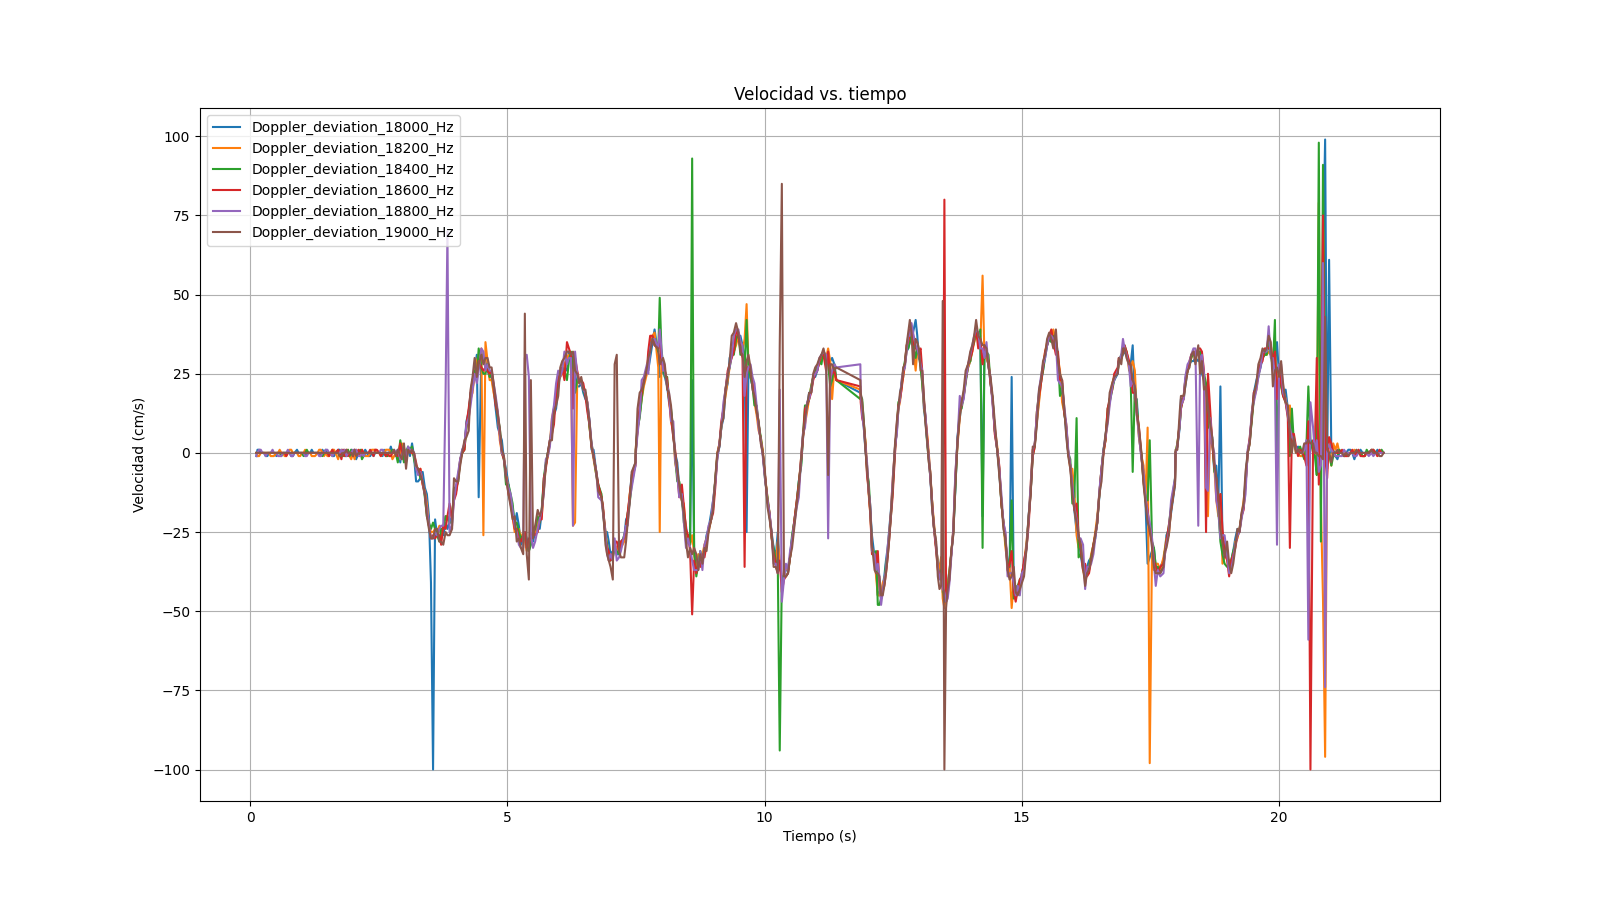 Velocidad vs. tiempo
Doppler_deviation_18000_Hz
Doppler_deviation_18200_Hz
Doppler_deviation_18400_Hz
Doppler_deviation_18600_Hz
Doppler_deviation_18800_Hz
Doppler_deviation_19000_Hz
Velocidad (cm/s)
100
75
50
25
0
−25
−50
−75
−100
0 5 10 15 20
Tiempo (s)